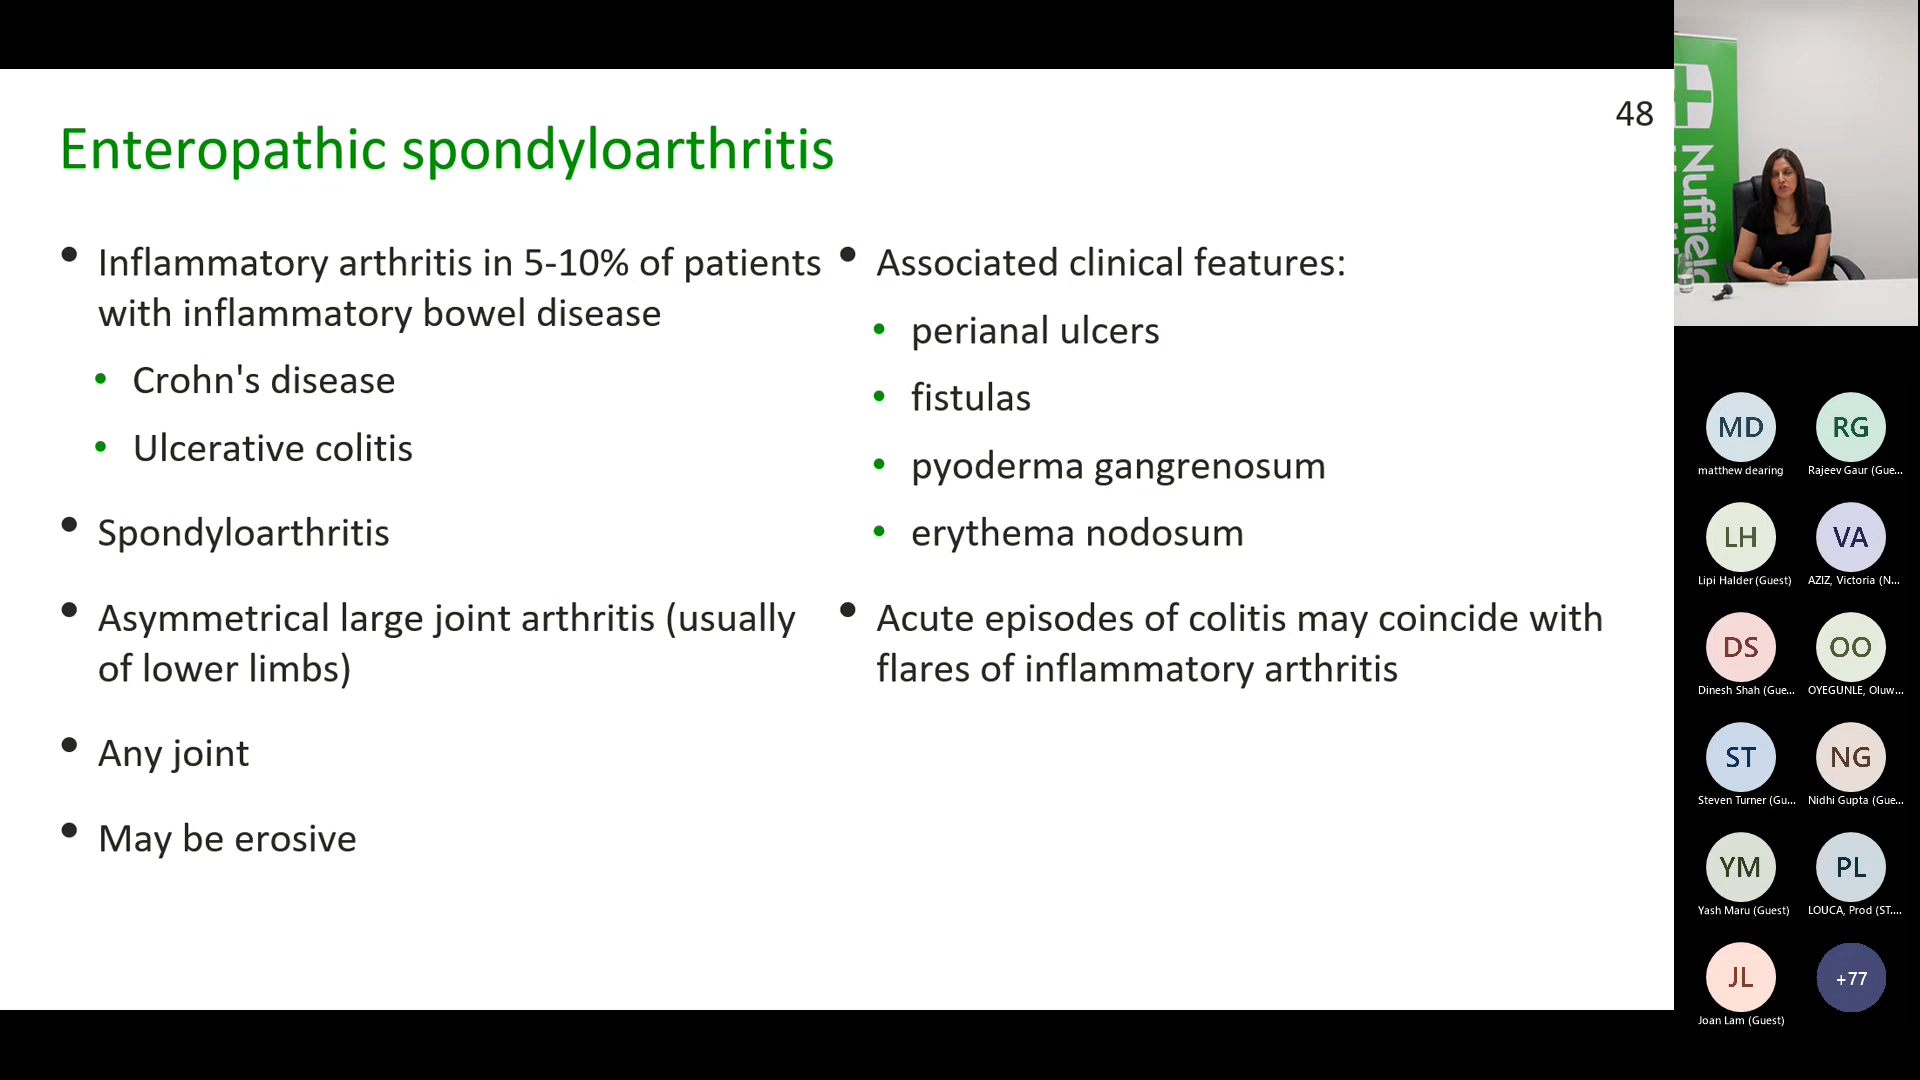 48
Enteropathic spondyloarthritis
• Inflammatory arthritis in 5-10% of patients
with inflammatory bowel disease
• Crohn's disease
• Ulcerative colitis
• Spondyloarthritis
• Asymmetrical large joint arthritis (usually
of lower limbs)
• Any joint
• May be erosive
• Associated clinical features:
• perianal ulcers
• fistulas
• pyoderma gangrenosum
• erythema nodosum
• Acute episodes of colitis may coincide with
flares of inflammatory arthritis
Nuffield
MD
matthew dearing
RG
Rajeev Gaur (Gue...
LH
Lipi Halder (Guest)
VA
AZIZ, Victoria (N...
DS
Dinesh Shah (Gue...
OO
OYEGUNLE, Oluw...
ST
Steven Turner (Gu...
NG
Nidhi Gupta (Gue...
YM
Yash Maru (Guest)
PL
LOUCA, Prod (ST....
JL
Joan Lam (Guest)
+77